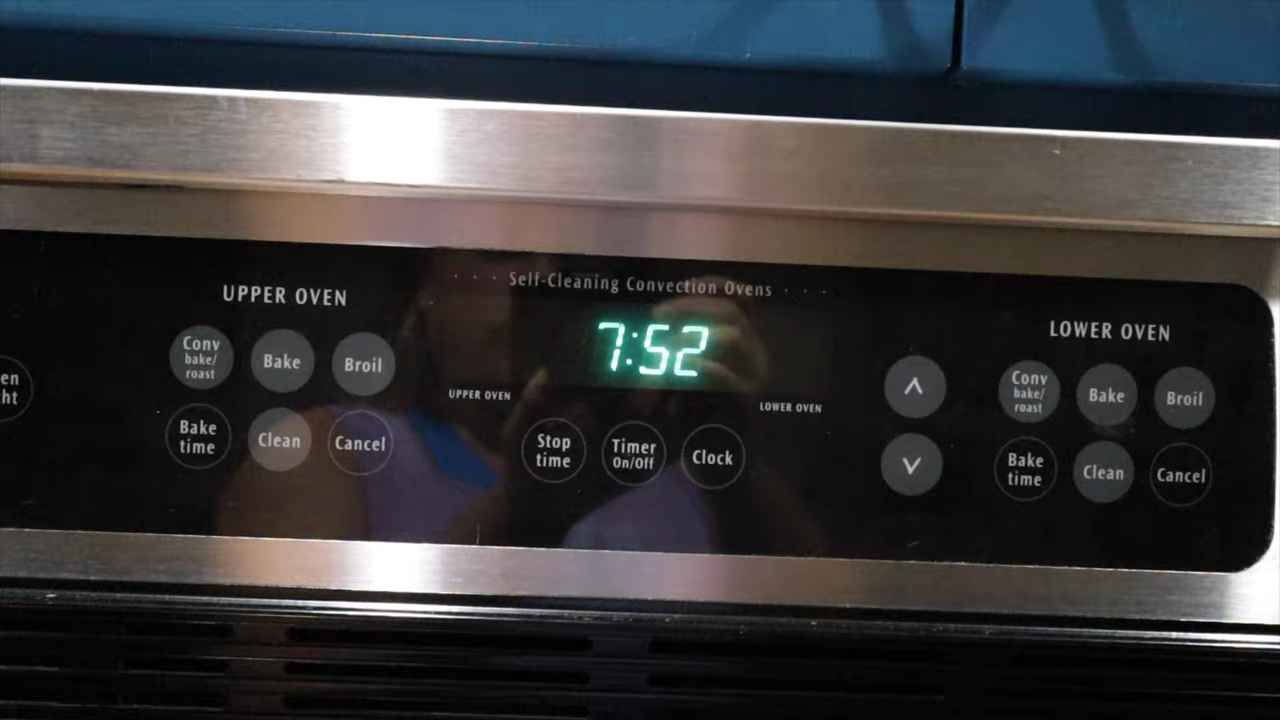 Self-Cleaning Convection Ovens
UPPER OVEN
Conv
bake/
roast
Bake
Broil
Bake
time
Clean
Cancel
7:52
UPPER OVEN
LOWER OVEN
Stop
time
Timer
On/Off
Clock
LOWER OVEN
Conv
bake/
roast
Bake
Broil
Bake
time
Clean
Cancel